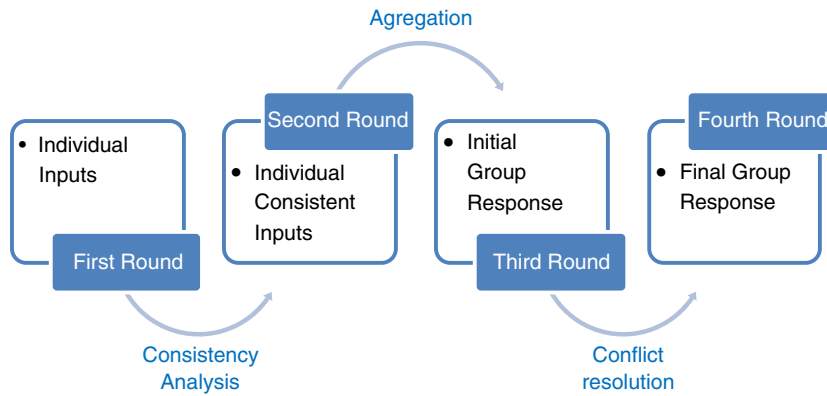 Agregation
• Individual
Inputs
First Round
Consistency
Analysis
Second Round
• Individual
Consistent
Inputs
• Initial
Group
Response
Third Round
Conflict
resolution
Fourth Round
• Final Group
Response